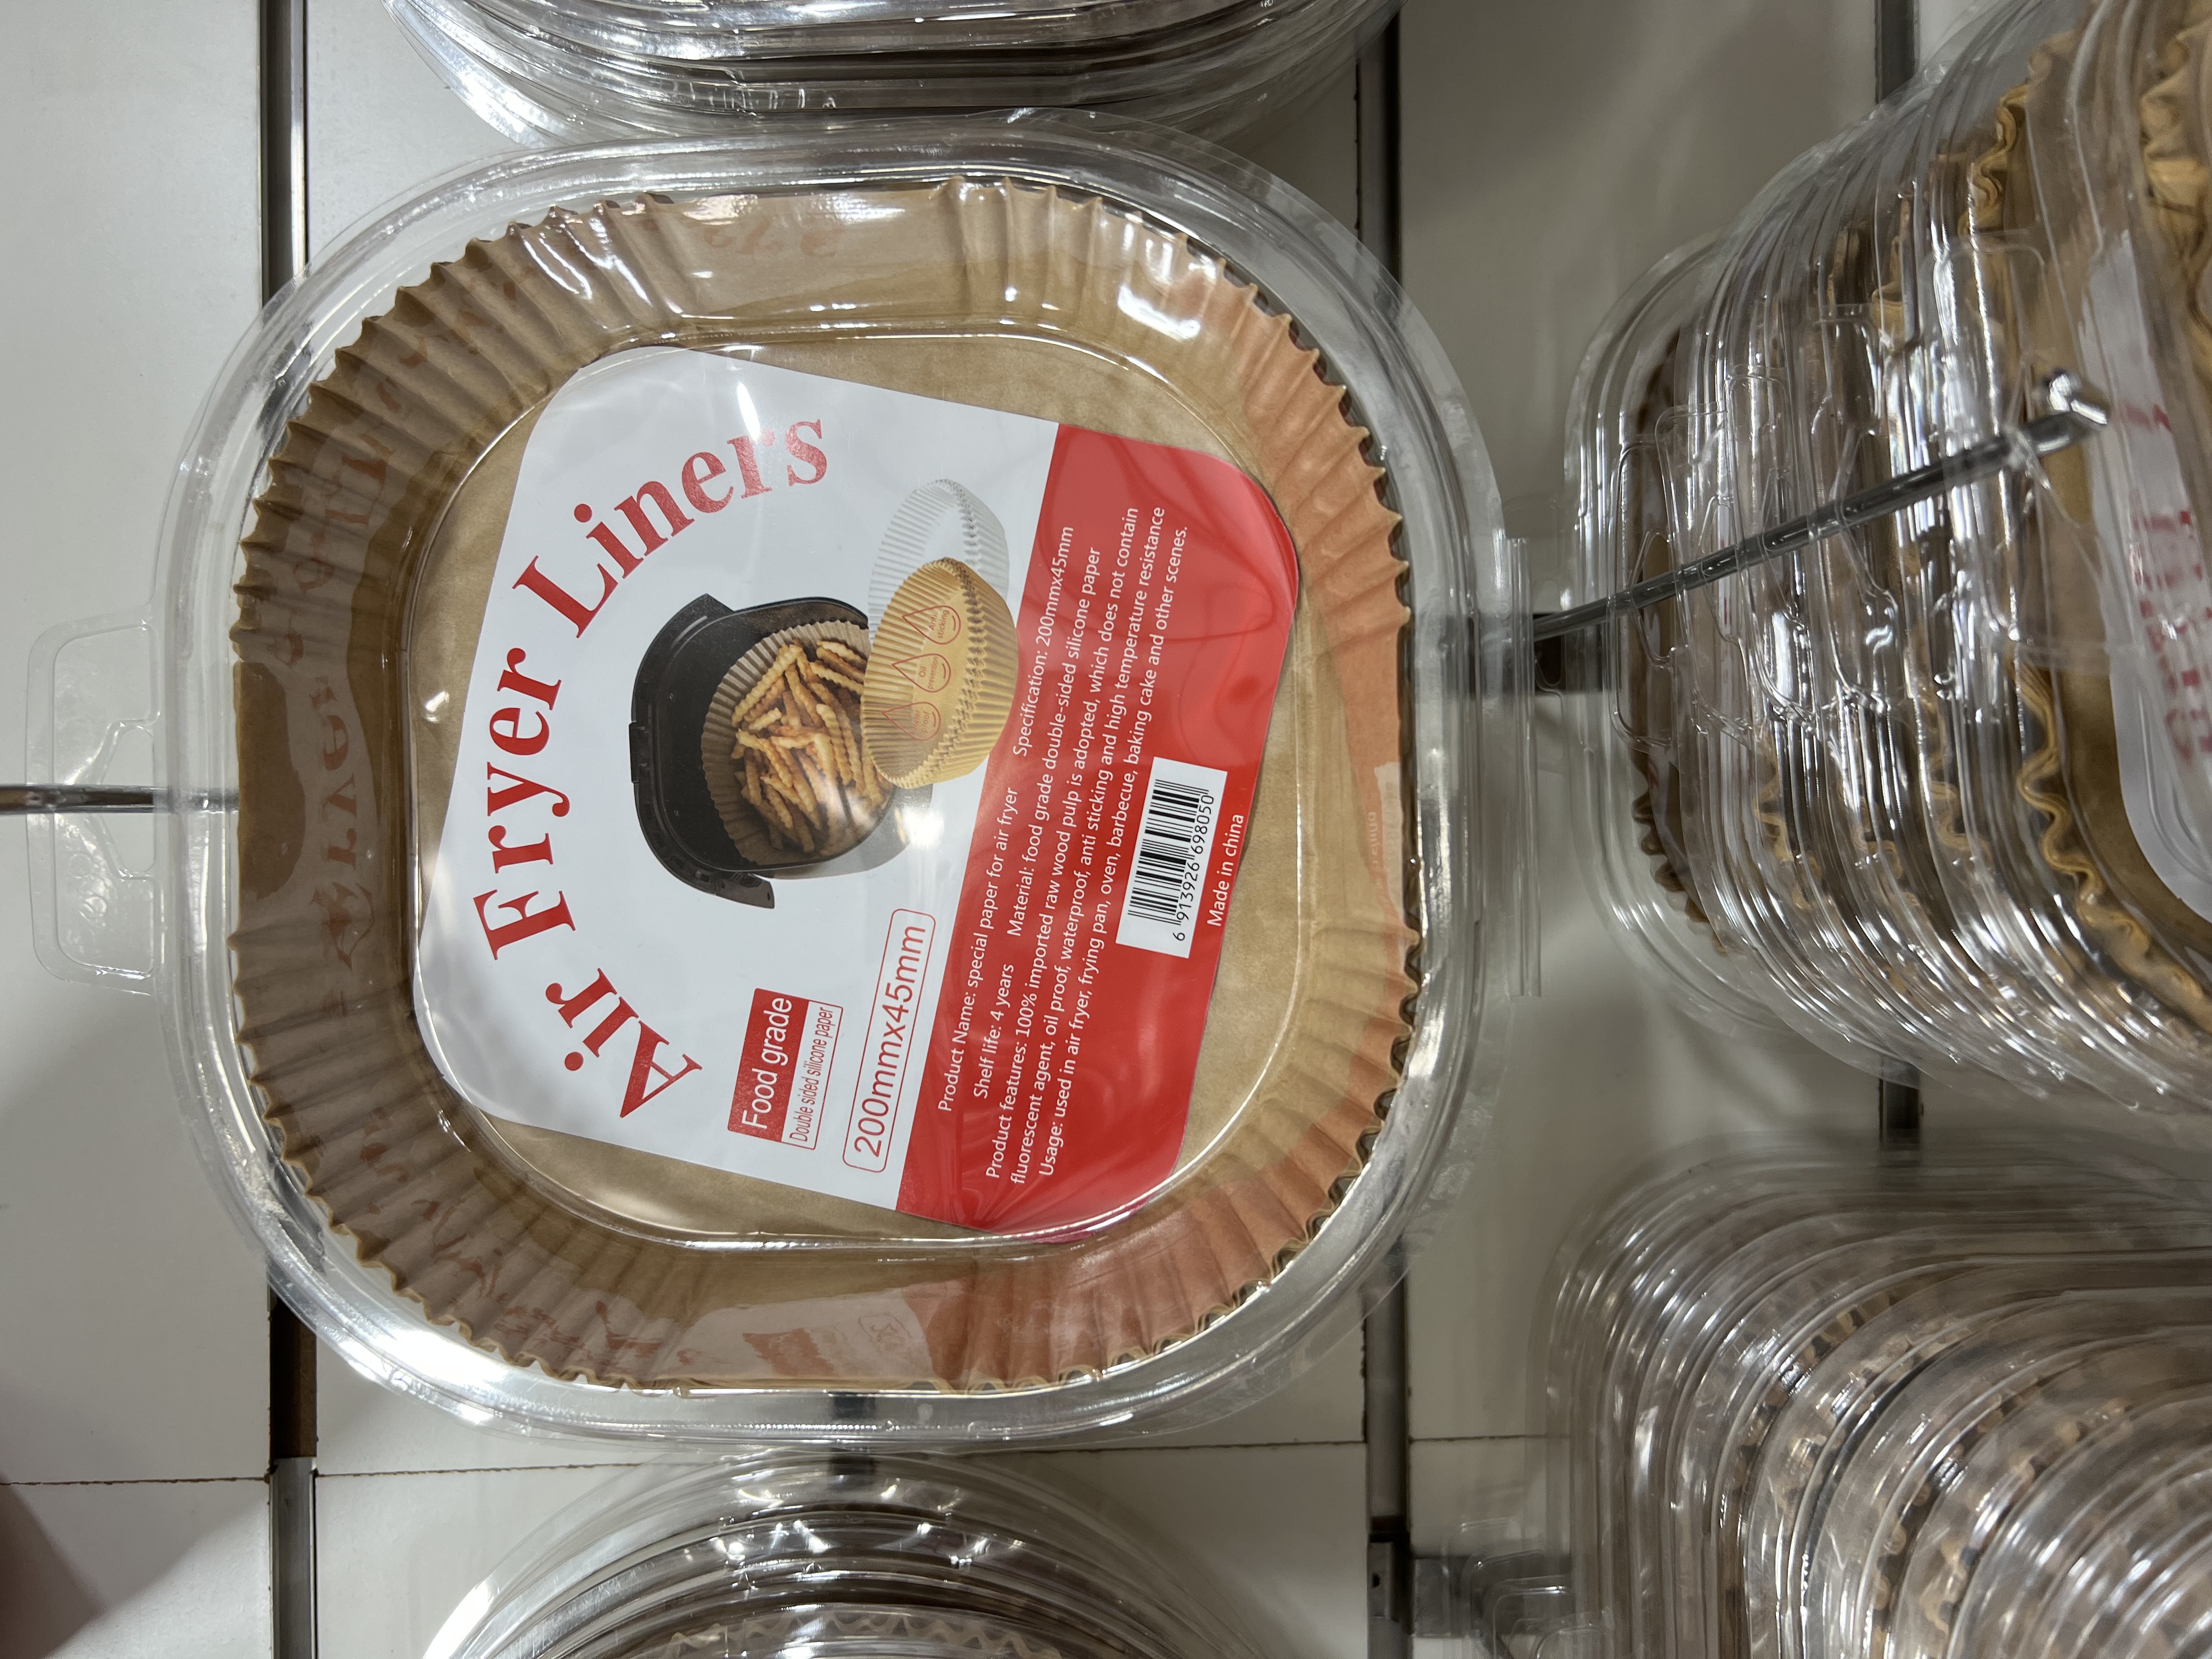 Air Fryer Liners
Food grade
Double sided silicone paper
200mmx45mm
Anti
sticking
Oil
Product Name: special paper for air fryer Specification: 200mmx45mm
Shelf life: 4 years Material: food grade double-sided silicone paper
Product features: 100% imported raw wood pulp is adopted, which does not contain
fluorescent agent, oil proof, waterproof, anti sticking and high temperature resistance
Usage: used in air fryer, frying pan, oven, barbecue, baking cake and other scenes.
6 913926 698050
Made in china